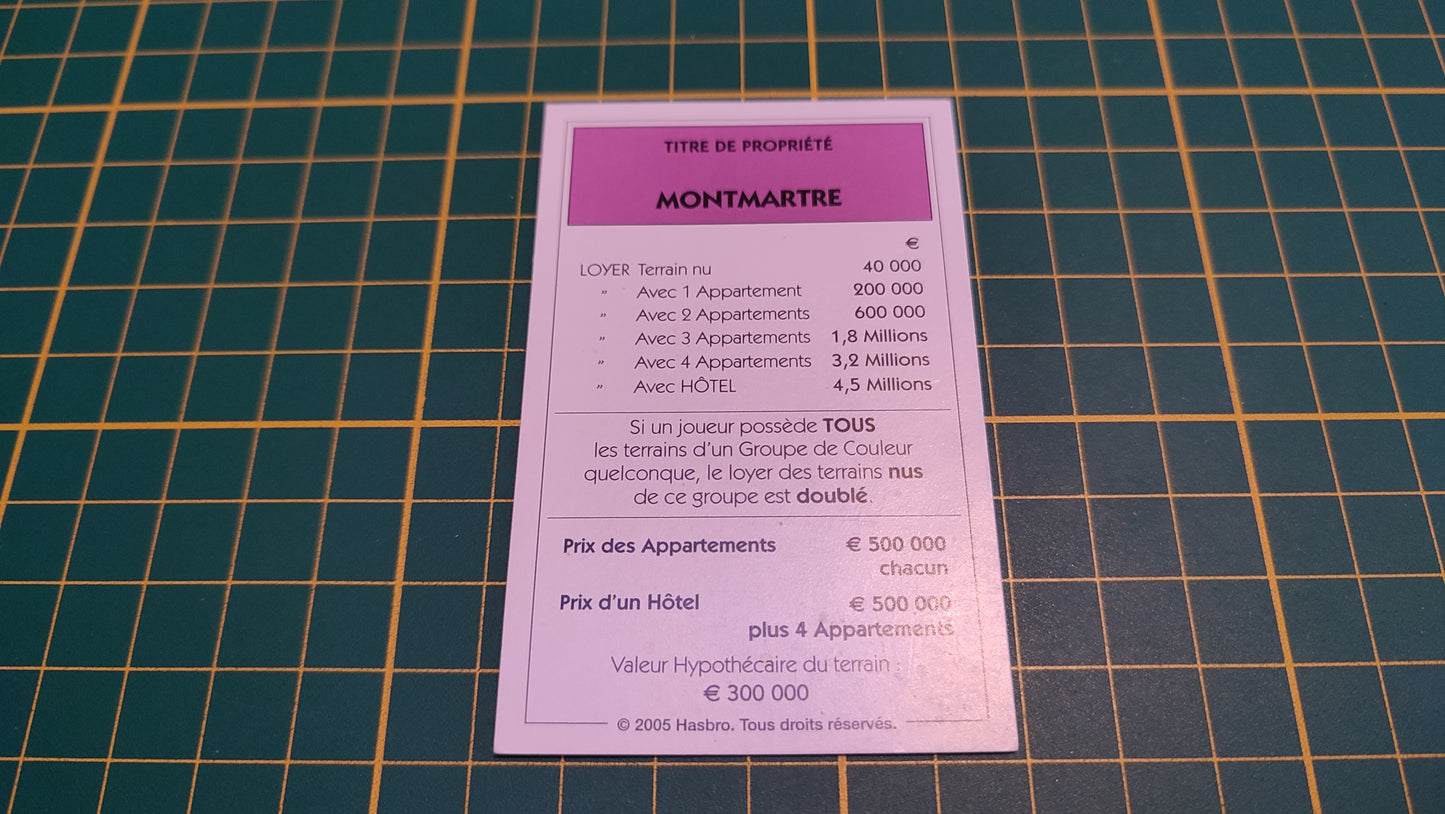 TITRE DE PROPRIÉTÉ
MONTMARTRE
€
LOYER Terrain nu 40 000
” Avec 1 Appartement 200 000
” Avec 2 Appartements 600 000
” Avec 3 Appartements 1,8 Millions
” Avec 4 Appartements 3,2 Millions
” Avec HÔTEL 4,5 Millions
Si un joueur possède TOUS
les terrains d'un Groupe de Couleur
quelconque, le loyer des terrains nus
de ce groupe est doublé.
Prix des Appartements € 500 000
chacun
Prix d'un Hôtel € 500 000
plus 4 Appartements
Valeur Hypothécaire du terrain :
€ 300 000
© 2005 Hasbro. Tous droits réservés.